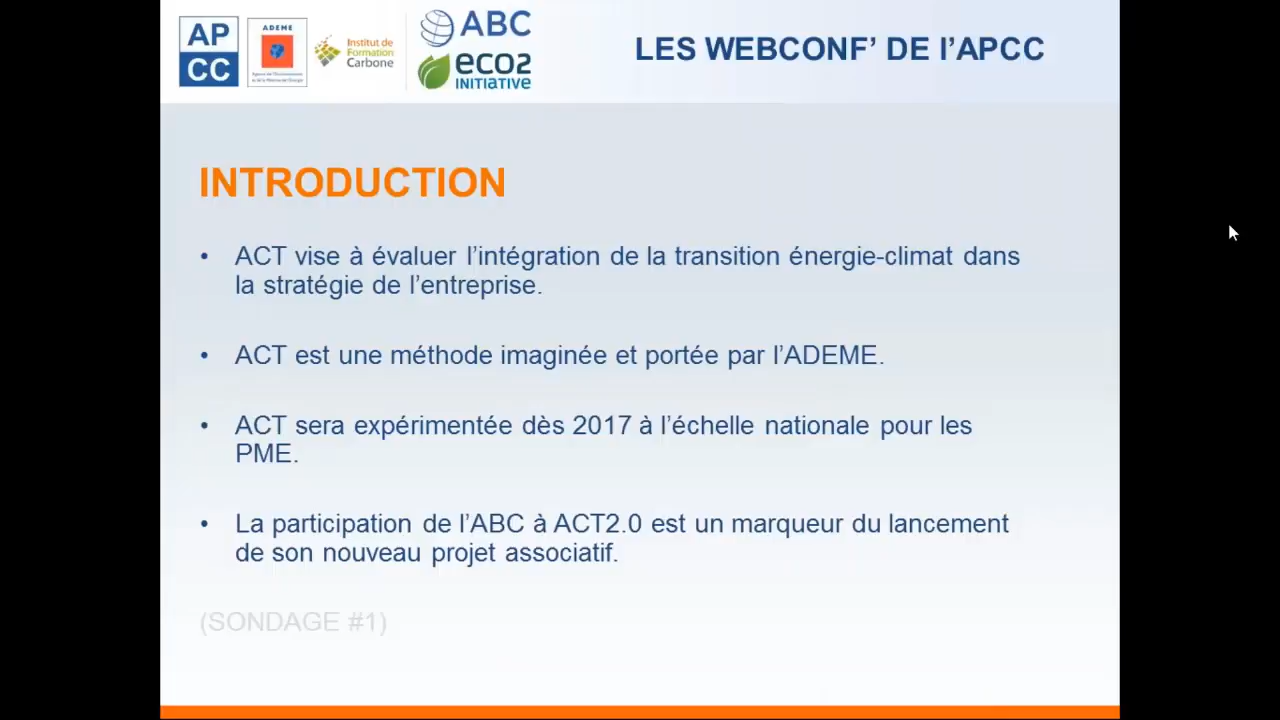 AP
CC
ADEME
Institut de
Formation
Carbone
ABC
eco2
INITIATIVE
LES WEBCONF’ DE l’APCC
INTRODUCTION
• ACT vise à évaluer l’intégration de la transition énergie-climat dans
la stratégie de l’entreprise.
• ACT est une méthode imaginée et portée par l’ADEME.
• ACT sera expérimentée dès 2017 à l’échelle nationale pour les
PME.
• La participation de l’ABC à ACT2.0 est un marqueur du lancement
de son nouveau projet associatif.
(SONDAGE #1)